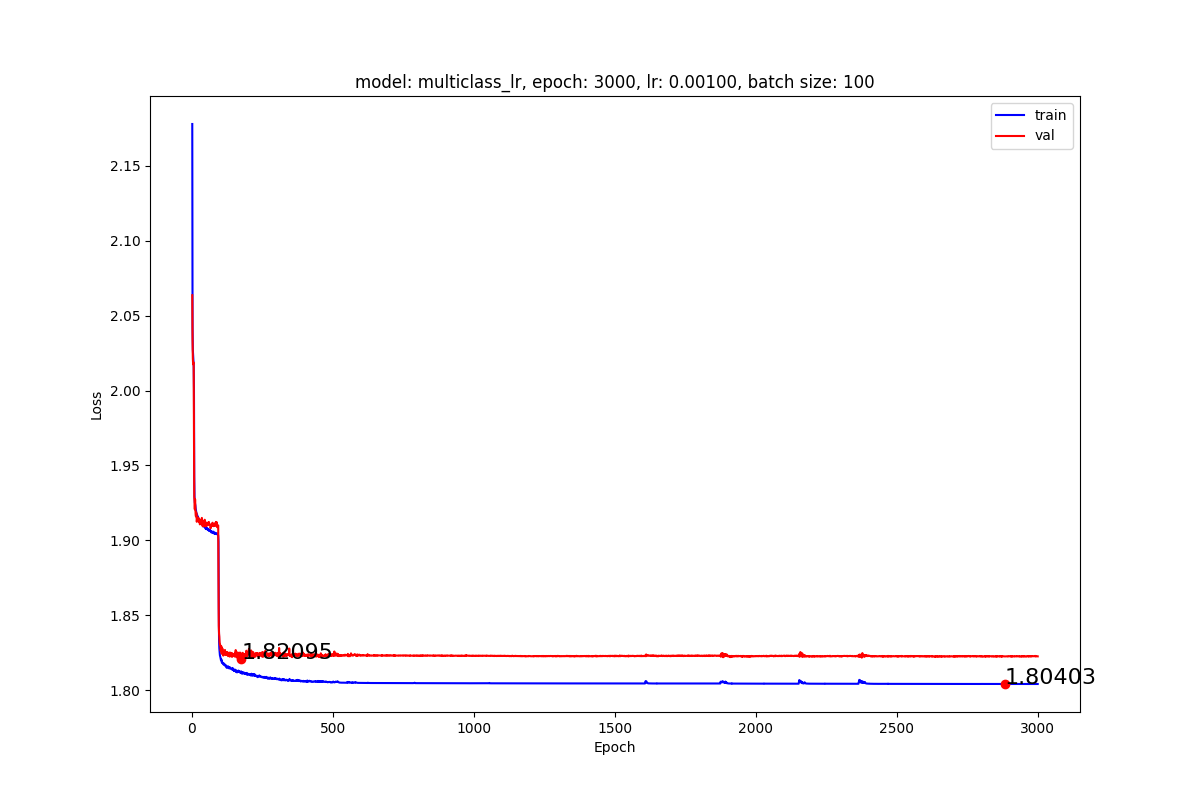 model: multiclass_lr, epoch: 3000, lr: 0.00100, batch size: 100
train
val
2.15
2.10
2.05
2.00
1.95
1.90
1.85
1.80
Loss
1.82095
1.80403
0 500 1000 1500 2000 2500 3000
Epoch